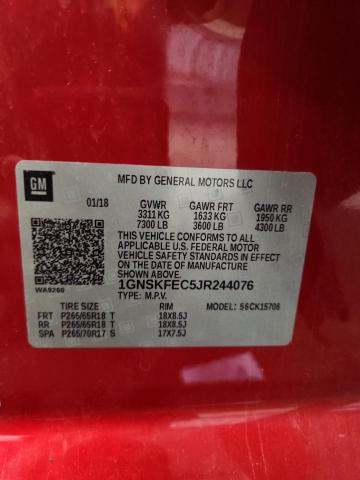 GM
MFD BY GENERAL MOTORS LLC
01/18 GVWR GAWR FRT GAWR RR
3311 KG 1633 KG 1950 KG
7300 LB 3600 LB 4300 LB
THIS VEHICLE CONFORMS TO ALL
APPLICABLE U.S. FEDERAL MOTOR
VEHICLE SAFETY STANDARDS IN
EFFECT ON THE DATE OF MANUFACTURE
SHOWN ABOVE.
1GNSKFEC5JR244076
WA9260
TYPE: M.P.V.
TIRE SIZE RIM MODEL: 56CK15706
FRT P265/65R18 T 18X8.5J
RR P265/65R18 T 18X8.5J
SPA P265/70R17 S 17X7.5J